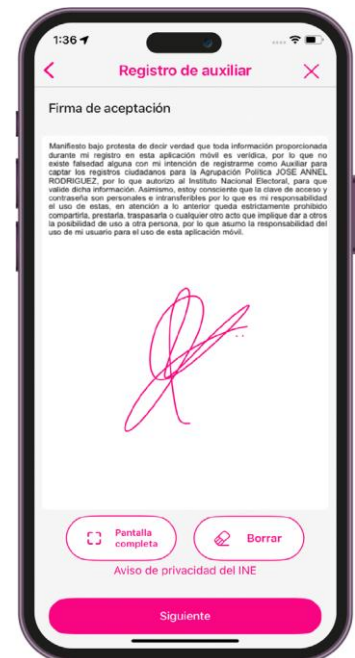 1:36
Registro de auxiliar
Firma de aceptación
Manifiesto bajo protesta de decir verdad que toda información proporcionada
durante mi registro en esta aplicación móvil es verídica, por lo que no
existe falsedad alguna con mi intención de registrarme como Auxiliar para
captar los registros ciudadanos para la Agrupación Política JOSE ANNEL
RODRIGUEZ, por lo que autorizo al Instituto Nacional Electoral, para que
valide dicha información. Asimismo, estoy consciente que la clave de acceso y
contraseña son personales e intransferibles por lo que es mi responsabilidad
el uso de estas, en atención a lo anterior queda estrictamente prohibido
compartirla, prestarla, traspasarla o cualquier otro acto que implique dar a otros
la posibilidad de uso a otra persona, por lo que asumo la responsabilidad del
uso de mi usuario para el uso de esta aplicación móvil.
Pantalla
completa
Borrar
Aviso de privacidad del INE
Siguiente